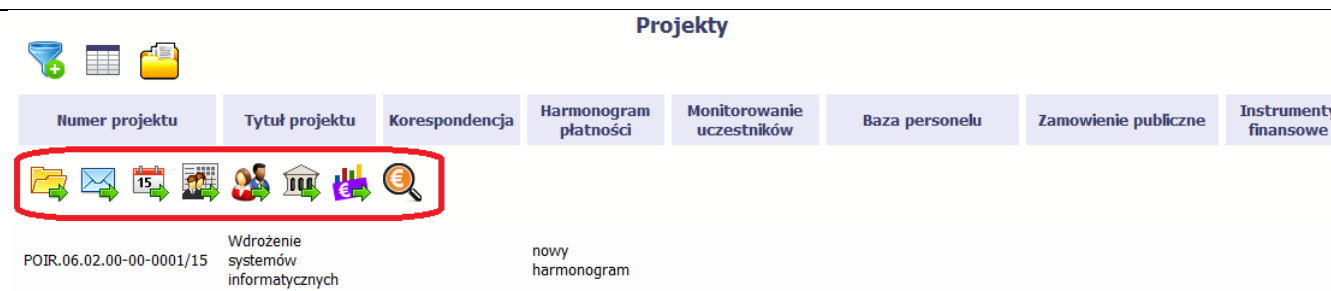 Projekty
Numer projektu
Tytuł projektu
Korespondencja
Harmonogram
płatności
Monitorowanie
uczestników
Baza personelu
Zamowienie publiczne
Instrumenty
finansowe
15
€
€
POIR.06.02.00-00-0001/15
Wdrożenie
systemów
informatycznych
nowy
harmonogram